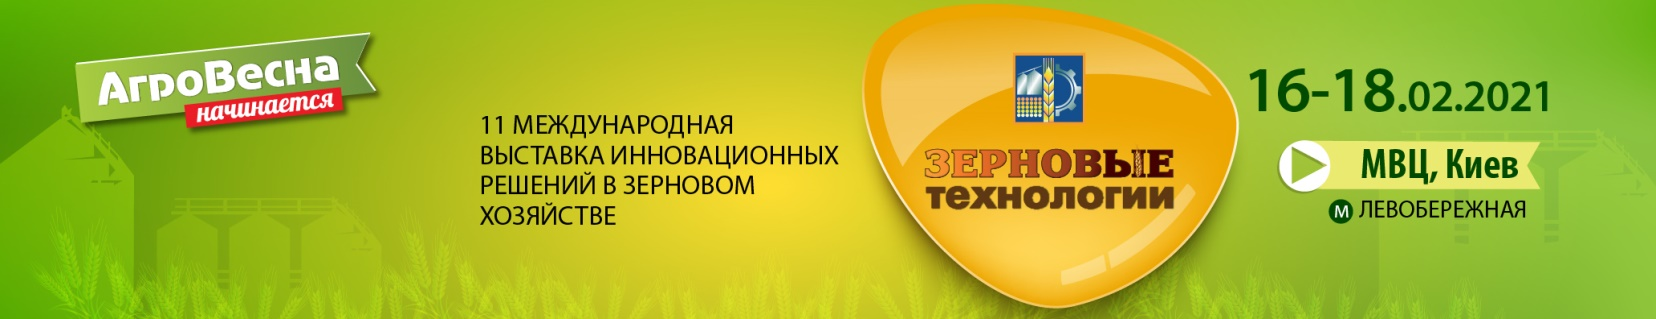 АгроВесна
начинается
11 МЕЖДУНАРОДНАЯ
ВЫСТАВКА ИННОВАЦИОННЫХ
РЕШЕНИЙ В ЗЕРНОВОМ
ХОЗЯЙСТВЕ
ЗЕРНОВЫЕ
ТЕХНОЛОГИИ
16-18.02.2021
МВЦ, Киев
М ЛЕВОБЕРЕЖНАЯ